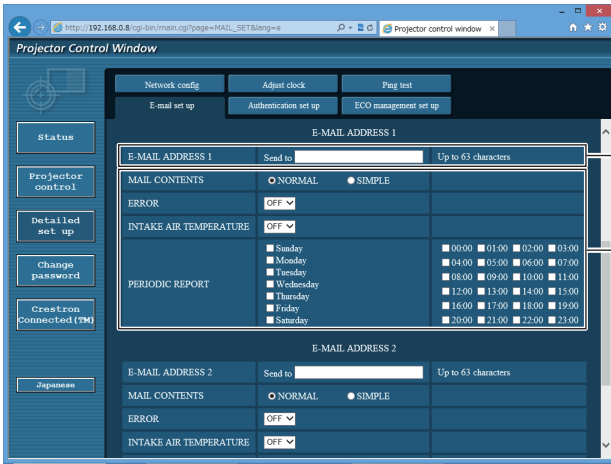 http://192.168.0.8/cgi-bin/main.cgi?page=MAIL_SET&lang=e
Projector control window
Projector Control Window
Network config Adjust clock Ping test
E-mail set up Authentication set up ECO management set up
Status
Projector control
Detailed set up
Change password
Crestron Connected(TM)
Japanese
E-MAIL ADDRESS 1
E-MAIL ADDRESS 1 Send to Up to 63 characters
MAIL CONTENTS NORMAL SIMPLE
ERROR OFF
INTAKE AIR TEMPERATURE OFF
PERIODIC REPORT
Sunday
Monday
Tuesday
Wednesday
Thursday
Friday
Saturday
00:00 01:00 02:00 03:00
04:00 05:00 06:00 07:00
08:00 09:00 10:00 11:00
12:00 13:00 14:00 15:00
16:00 17:00 18:00 19:00
20:00 21:00 22:00 23:00
E-MAIL ADDRESS 2
E-MAIL ADDRESS 2 Send to Up to 63 characters
MAIL CONTENTS NORMAL SIMPLE
ERROR OFF
INTAKE AIR TEMPERATURE OFF